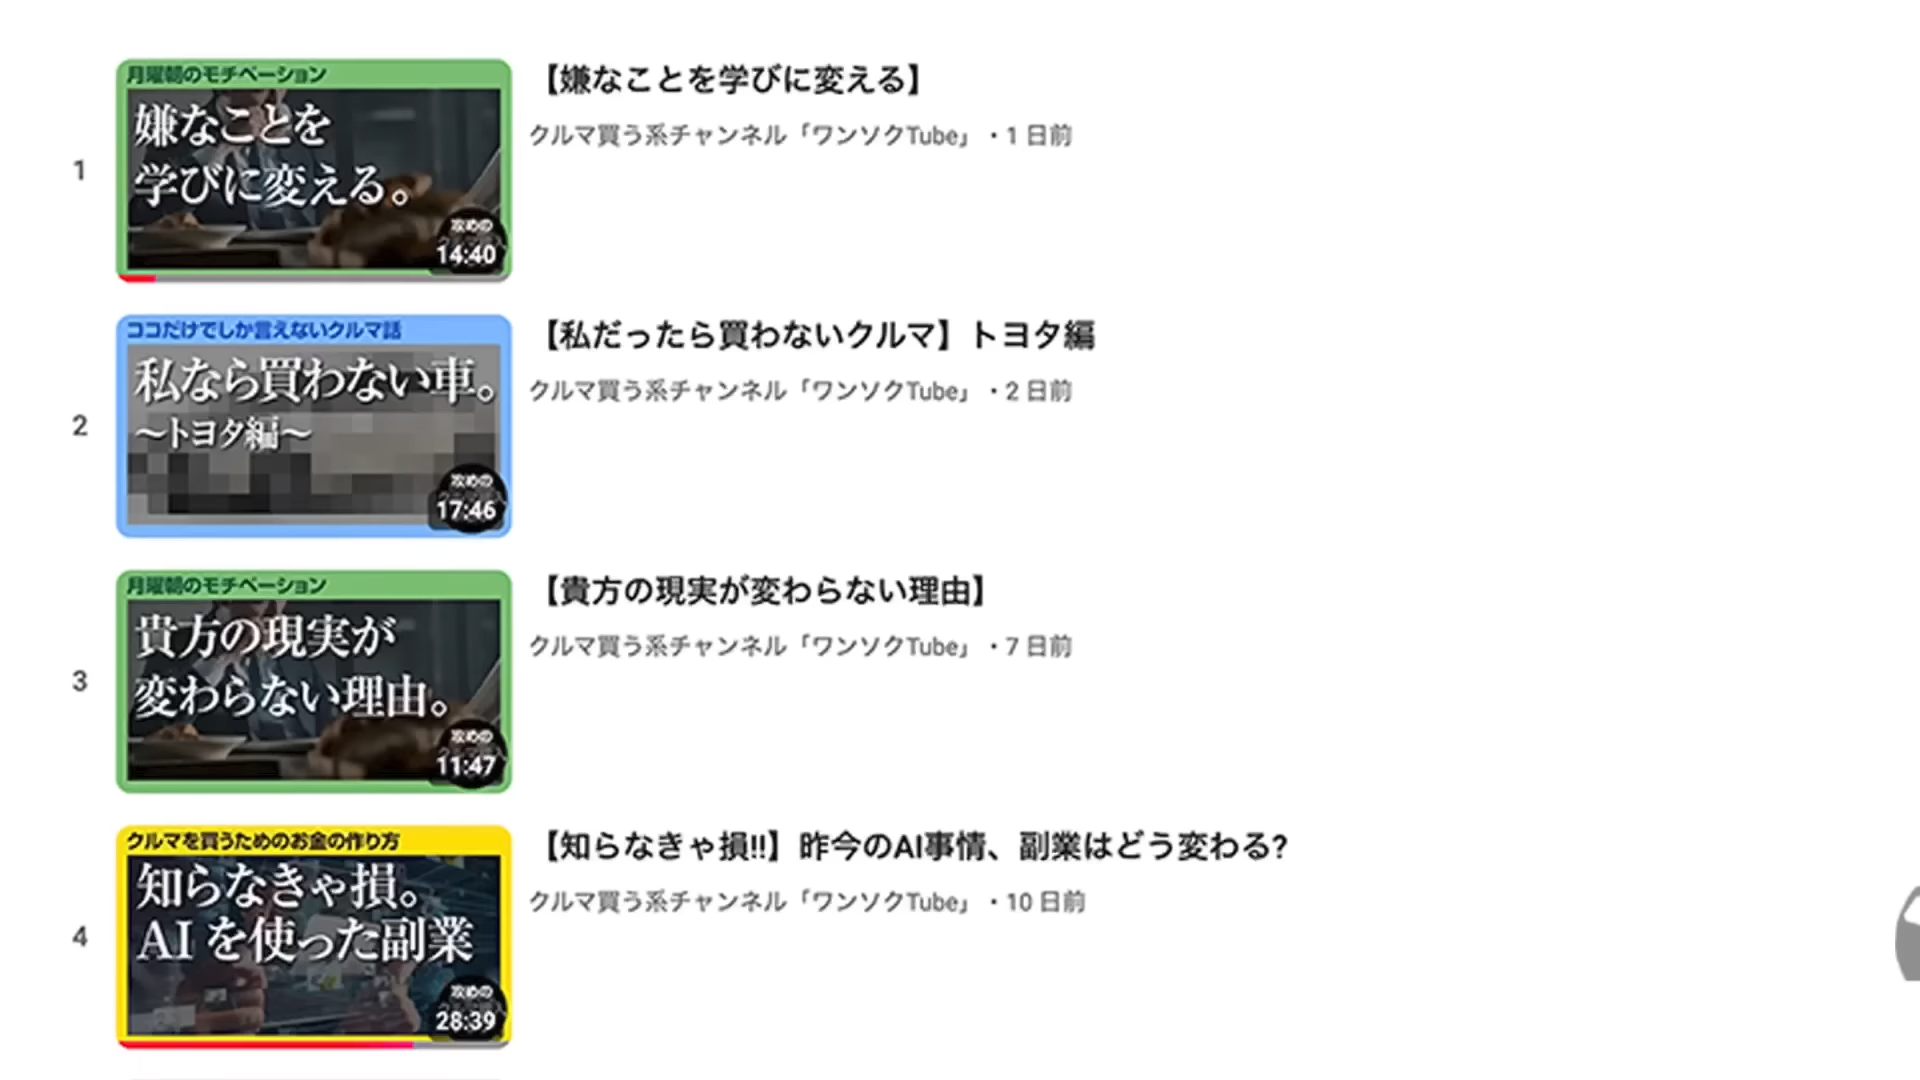 1
月曜朝のモチベーション
嫌なことを
学びに変える。
攻めの
14:40
【嫌なことを学びに変える】
クルマ買う系チャンネル「ワンソクTube」・1 日前
2
ココだけでしか言えないクルマ話
私なら買わない車。
〜トヨタ編〜
攻めの
17:46
【私だったら買わないクルマ】トヨタ編
クルマ買う系チャンネル「ワンソクTube」・2 日前
3
月曜朝のモチベーション
貴方の現実が
変わらない理由。
攻めの
11:47
【貴方の現実が変わらない理由】
クルマ買う系チャンネル「ワンソクTube」・7 日前
4
クルマを買うためのお金の作り方
知らなきゃ損。
AIを使った副業
攻めの
28:39
【知らなきゃ損!!】昨今のAI事情、副業はどう変わる?
クルマ買う系チャンネル「ワンソクTube」・10 日前